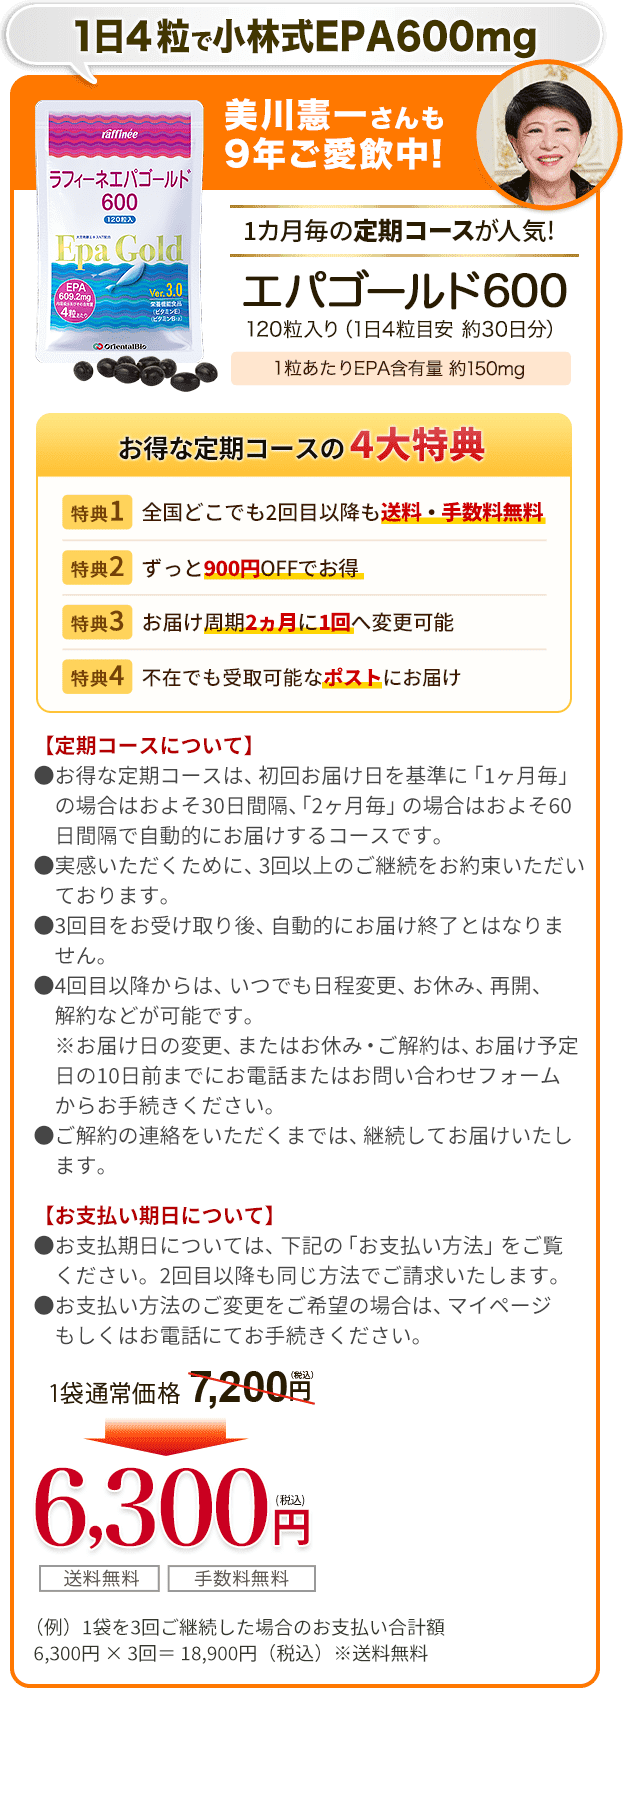 1日4粒で小林式EPA600mg
美川憲一さんも
9年ご愛飲中!
raffinée
ラフィーネエパゴールド
600
120粒入
Epa Gold
EPA
609.2mg
4粒あたり
Ver.3.0
栄養機能食品
OrientalBio
1カ月毎の定期コースが人気!
エパゴールド600
120粒入り（1日4粒目安 約30日分）
1粒あたりEPA含有量 約150mg
お得な定期コースの4大特典
特典1 全国どこでも2回目以降も送料・手数料無料
特典2 ずっと900円OFFでお得
特典3 お届け周期2ヵ月に1回へ変更可能
特典4 不在でも受取可能なポストにお届け
【定期コースについて】
●お得な定期コースは、初回お届け日を基準に「1ヶ月毎」
の場合はおよそ30日間隔、「2ヶ月毎」の場合はおよそ60
日間隔で自動的にお届けするコースです。
●実感いただくために、3回以上のご継続をお約束いただい
ております。
●3回目をお受け取り後、自動的にお届け終了とはなりま
せん。
●4回目以降からは、いつでも日程変更、お休み、再開、
解約などが可能です。
※お届け日の変更、またはお休み・ご解約は、お届け予定
日の10日前までにお電話またはお問い合わせフォーム
からお手続きください。
●ご解約の連絡をいただくまでは、継続してお届けいたし
ます。
【お支払い期日について】
●お支払期日については、下記の「お支払い方法」をご覧
ください。2回目以降も同じ方法でご請求いたします。
●お支払い方法のご変更をご希望の場合は、マイページ
もしくはお電話にてお手続きください。
1袋通常価格 7,200円(税込)
6,300円(税込)
送料無料 手数料無料
（例）1袋を3回ご継続した場合のお支払い合計額
6,300円 × 3回＝ 18,900円（税込）※送料無料